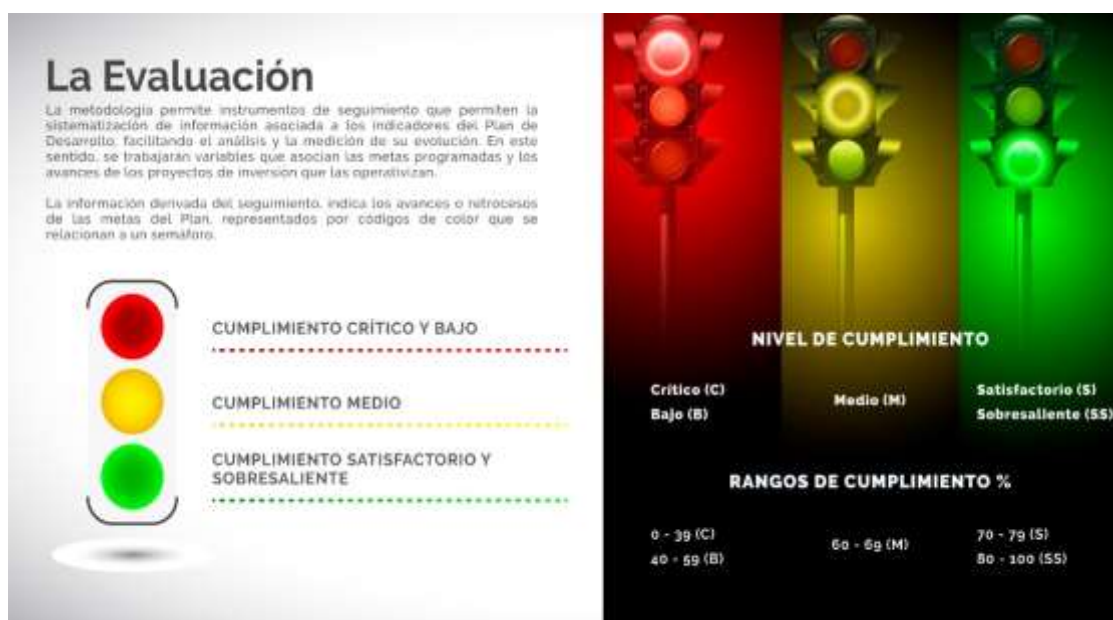 La Evaluación
La metodología permite instrumentos de seguimiento que permiten la
sistematización de información asociada a los indicadores del Plan de
Desarrollo, facilitando el análisis y la medición de su evolución. En este
sentido, se trabajarán variables que asocian las metas programadas y los
avances de los proyectos de inversión que las operativizan.
La información derivada del seguimiento, indica los avances o retrocesos
de las metas del Plan, representados por códigos de color que se
relacionan a un semáforo.
CUMPLIMIENTO CRÍTICO Y BAJO
CUMPLIMIENTO MEDIO
CUMPLIMIENTO SATISFACTORIO Y
SOBRESALIENTE
NIVEL DE CUMPLIMIENTO
Crítico (C)
Bajo (B)
Medio (M)
Satisfactorio (S)
Sobresaliente (SS)
RANGOS DE CUMPLIMIENTO %
0 - 39 (C)
40 - 59 (B)
60 - 69 (M)
70 - 79 (S)
80 - 100 (SS)